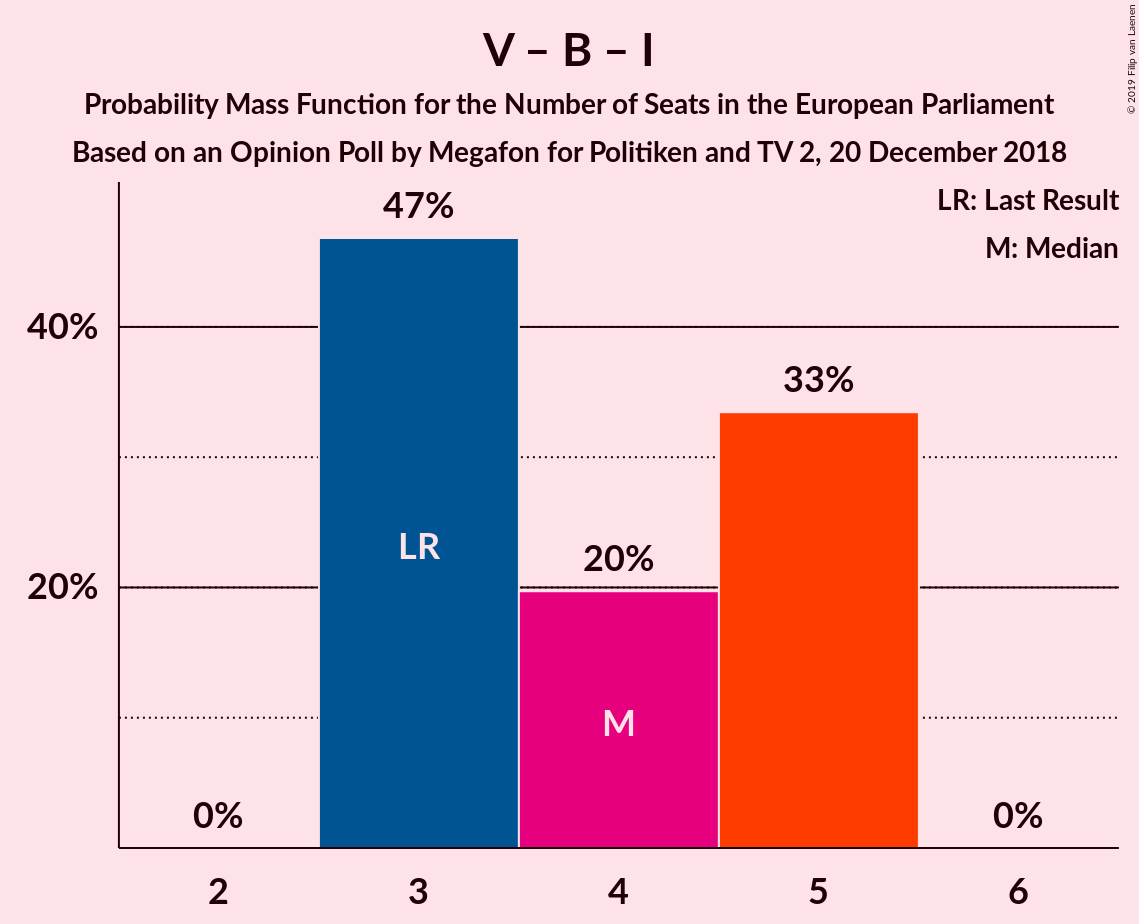 V – B – I
Probability Mass Function for the Number of Seats in the European Parliament
Based on an Opinion Poll by Megafon for Politiken and TV 2, 20 December 2018
© 2019 Filip van Laenen
LR: Last Result
M: Median
47%
40%
33%
LR
20%
20%
M
0%
0%
2
3
4
5
6